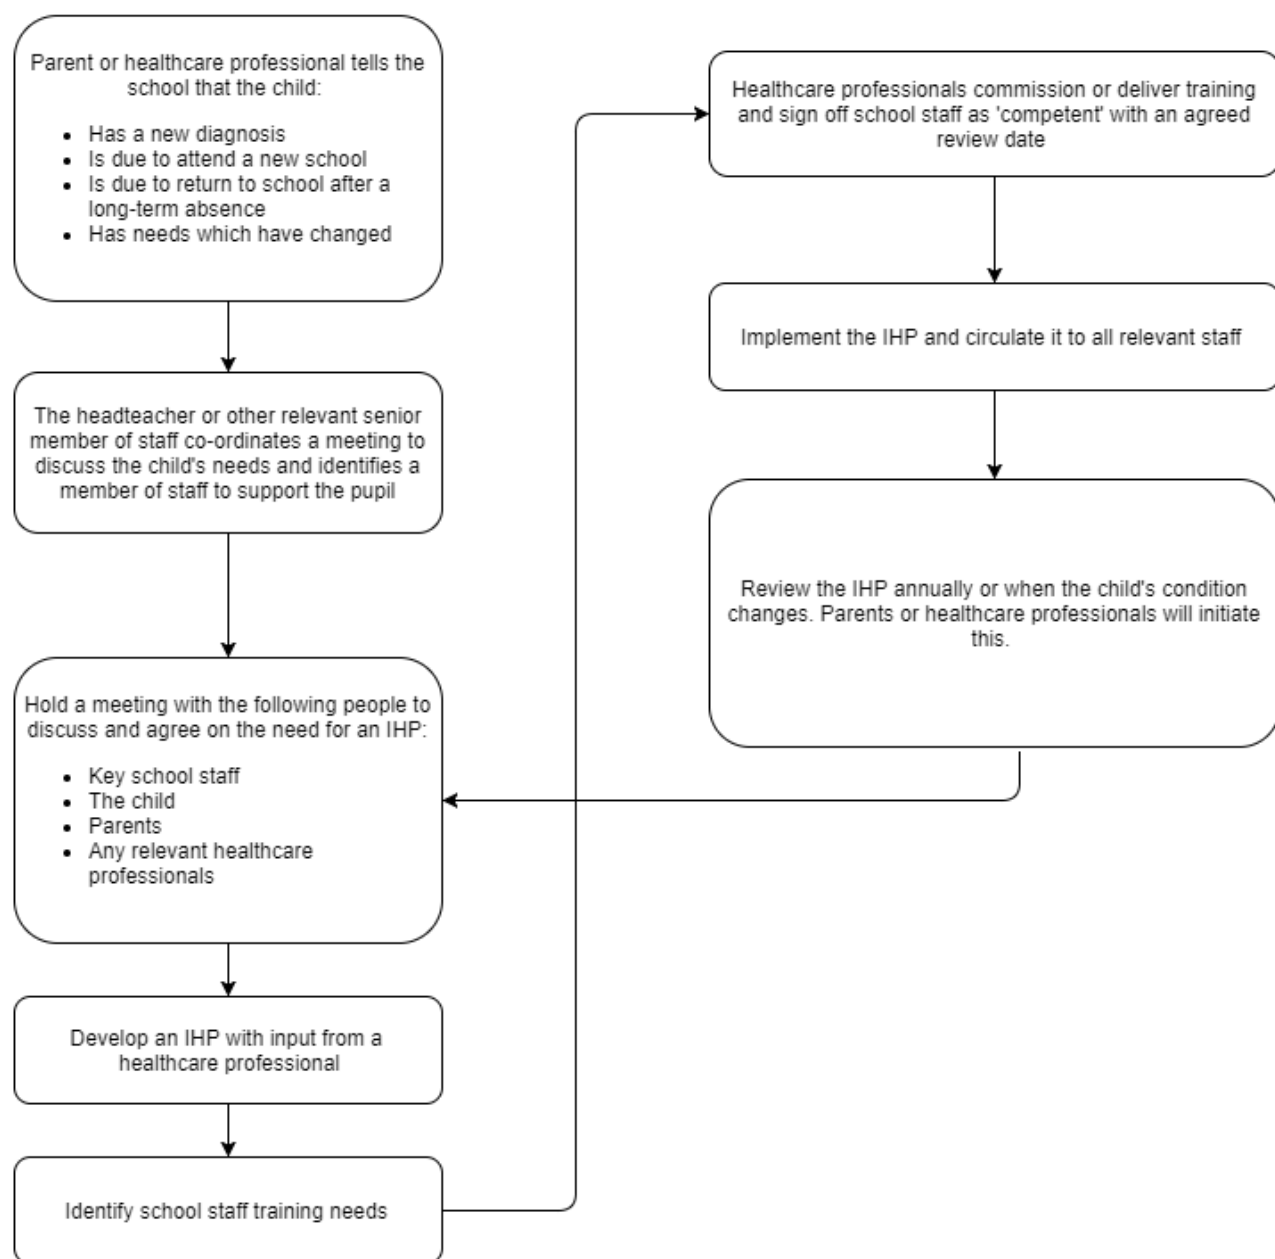 Parent or healthcare professional tells the
school that the child:
• Has a new diagnosis
• Is due to attend a new school
• Is due to return to school after a
long-term absence
• Has needs which have changed
The headteacher or other relevant senior
member of staff co-ordinates a meeting to
discuss the child's needs and identifies a
member of staff to support the pupil
Hold a meeting with the following people to
discuss and agree on the need for an IHP:
• Key school staff
• The child
• Parents
• Any relevant healthcare
professionals
Develop an IHP with input from a
healthcare professional
Identify school staff training needs
Healthcare professionals commission or deliver training
and sign off school staff as 'competent' with an agreed
review date
Implement the IHP and circulate it to all relevant staff
Review the IHP annually or when the child's condition
changes. Parents or healthcare professionals will initiate
this.